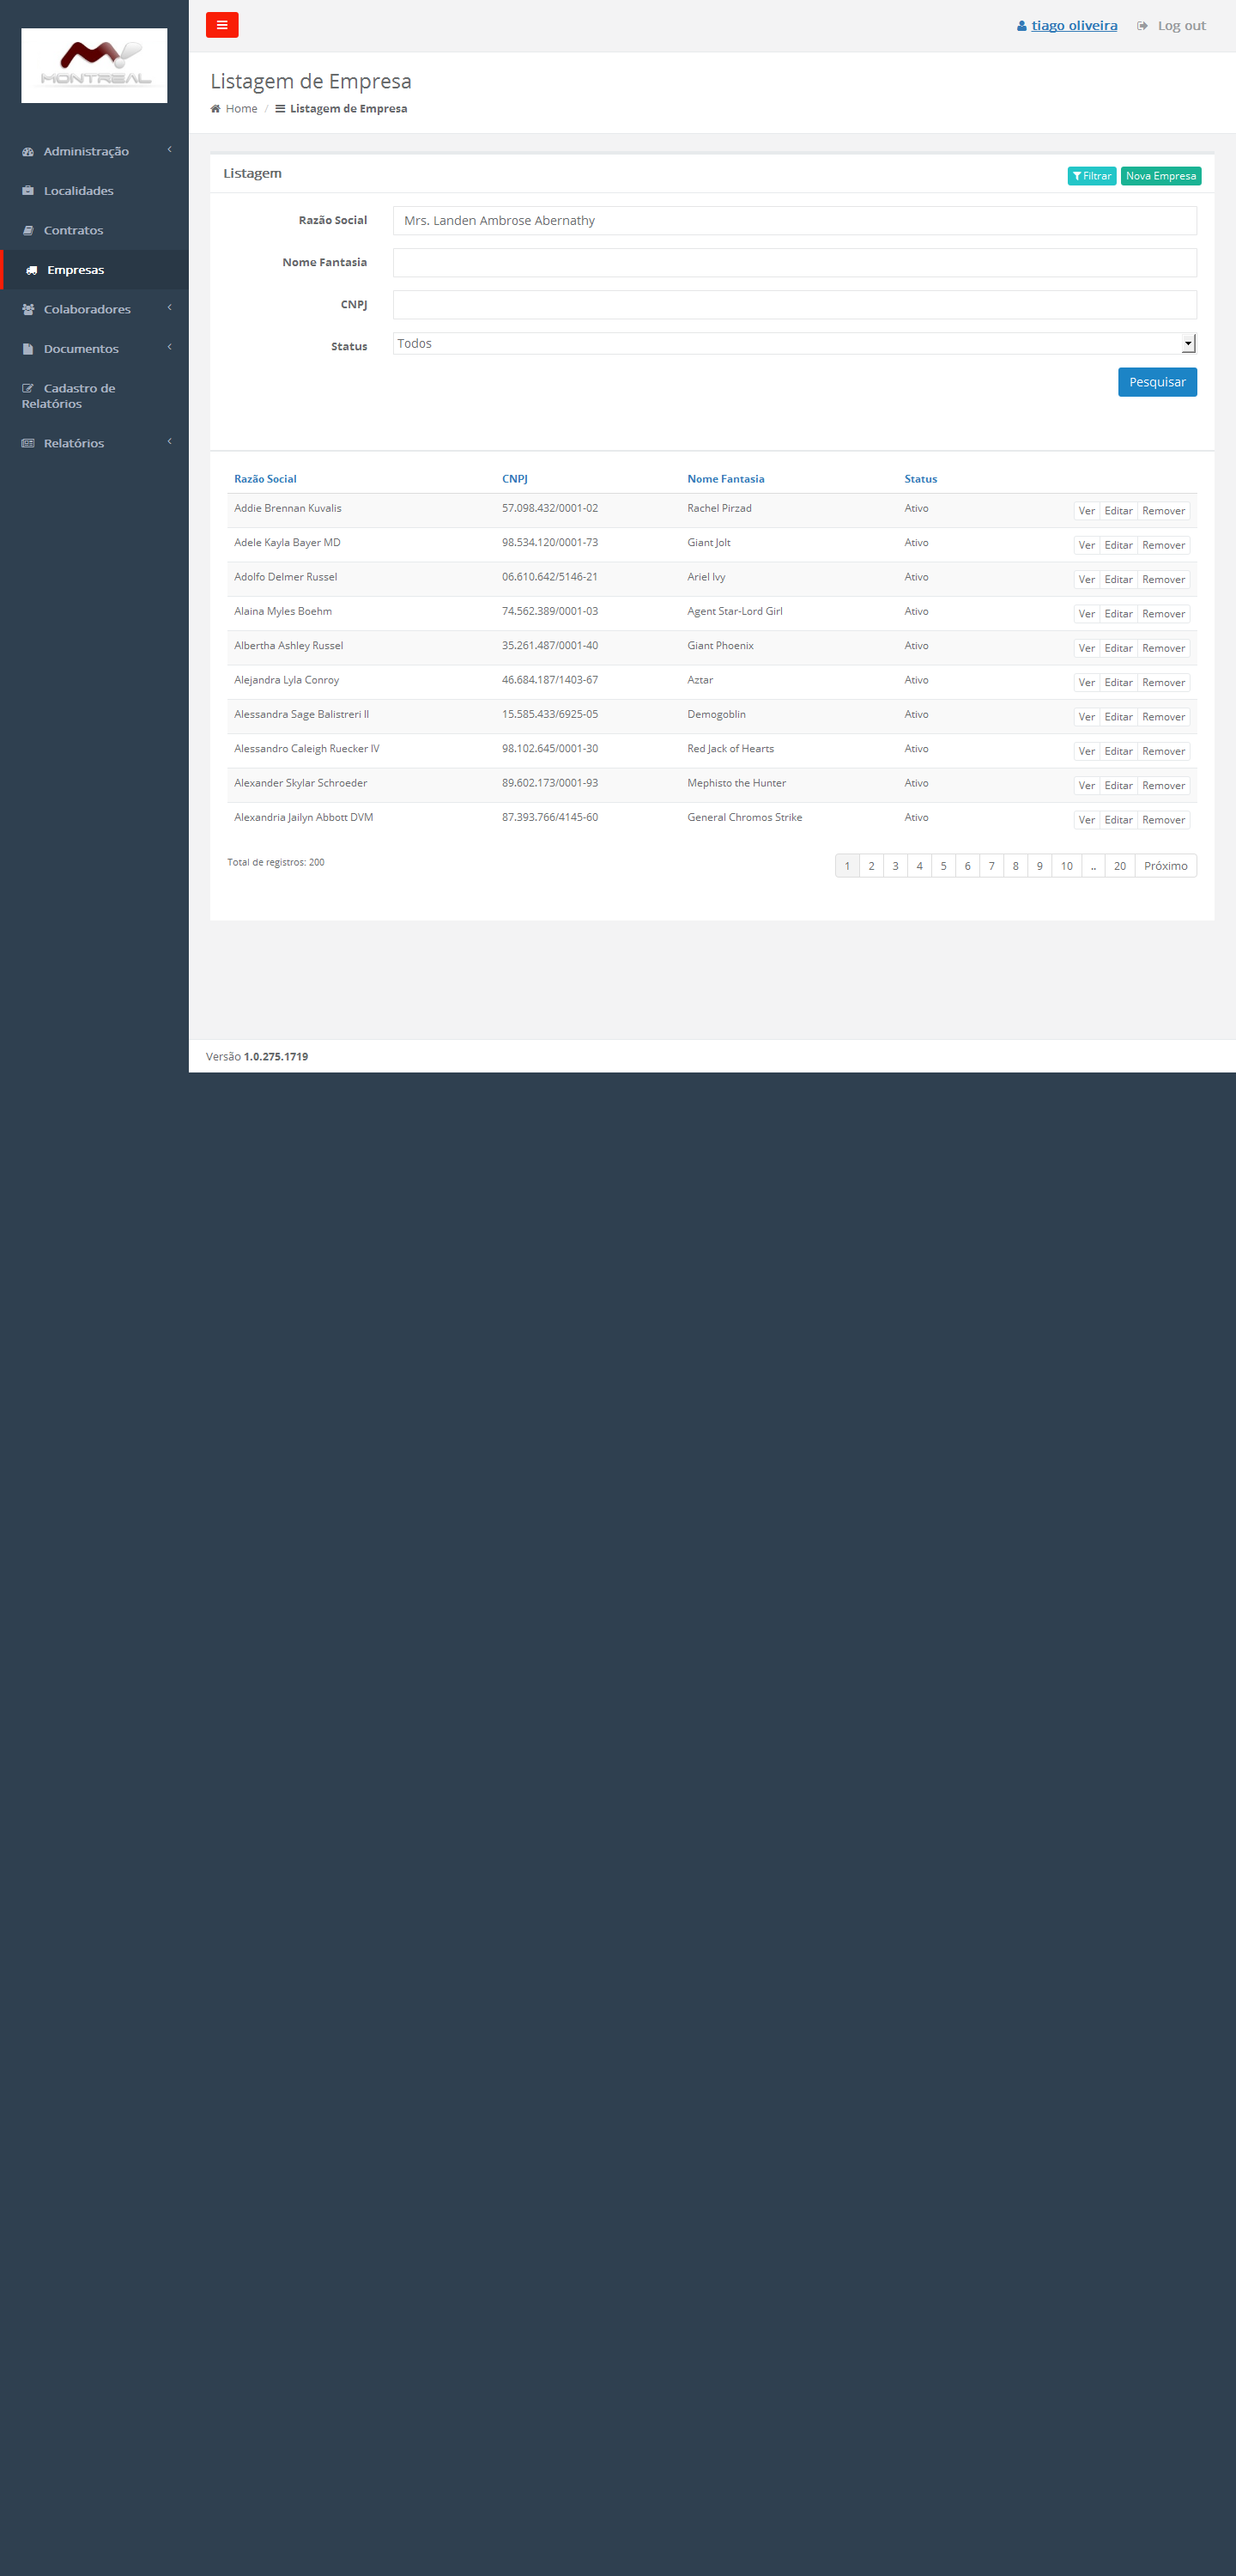 MONTREAL
tiago oliveira Log out
Listagem de Empresa
Home / Listagem de Empresa
Administração
Localidades
Contratos
Empresas
Colaboradores
Documentos
Cadastro de
Relatórios
Relatórios
Listagem Filtrar Nova Empresa
Razão Social Mrs. Landen Ambrose Abernathy
Nome Fantasia
CNPJ
Status Todos
Pesquisar
Razão Social CNPJ Nome Fantasia Status
Addie Brennan Kuvalis 57.098.432/0001-02 Rachel Pirzad Ativo Ver Editar Remover
Adele Kayla Bayer MD 98.534.120/0001-73 Giant Jolt Ativo Ver Editar Remover
Adolfo Delmer Russel 06.610.642/5146-21 Ariel Ivy Ativo Ver Editar Remover
Alaina Myles Boehm 74.562.389/0001-03 Agent Star-Lord Girl Ativo Ver Editar Remover
Albertha Ashley Russel 35.261.487/0001-40 Giant Phoenix Ativo Ver Editar Remover
Alejandra Lyla Conroy 46.684.187/1403-67 Aztar Ativo Ver Editar Remover
Alessandra Sage Balistreri II 15.585.433/6925-05 Demogoblin Ativo Ver Editar Remover
Alessandro Caleigh Ruecker IV 98.102.645/0001-30 Red Jack of Hearts Ativo Ver Editar Remover
Alexander Skylar Schroeder 89.602.173/0001-93 Mephisto the Hunter Ativo Ver Editar Remover
Alexandria Jailyn Abbott DVM 87.393.766/4145-60 General Chromos Strike Ativo Ver Editar Remover
Total de registros: 200 1 2 3 4 5 6 7 8 9 10 .. 20 Próximo
Versão 1.0.275.1719